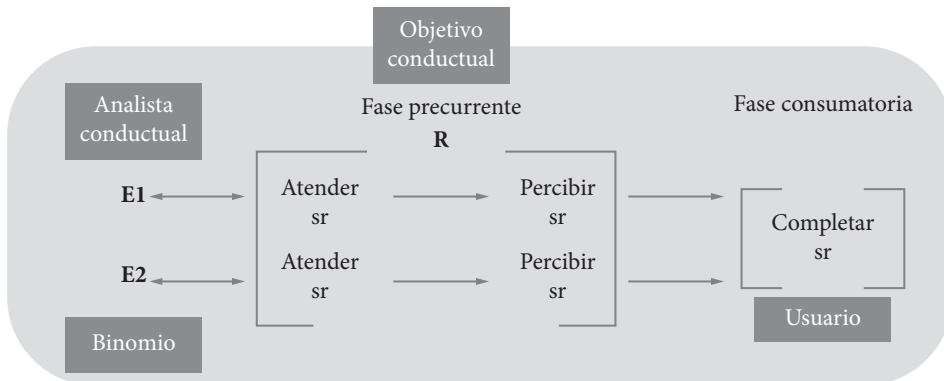 Objetivo
conductual
Analista
conductual
Fase precurrente
R
Fase consumatoria
E1
Atender
sr
Percibir
sr
Completar
sr
E2
Atender
sr
Percibir
sr
Binomio
Usuario